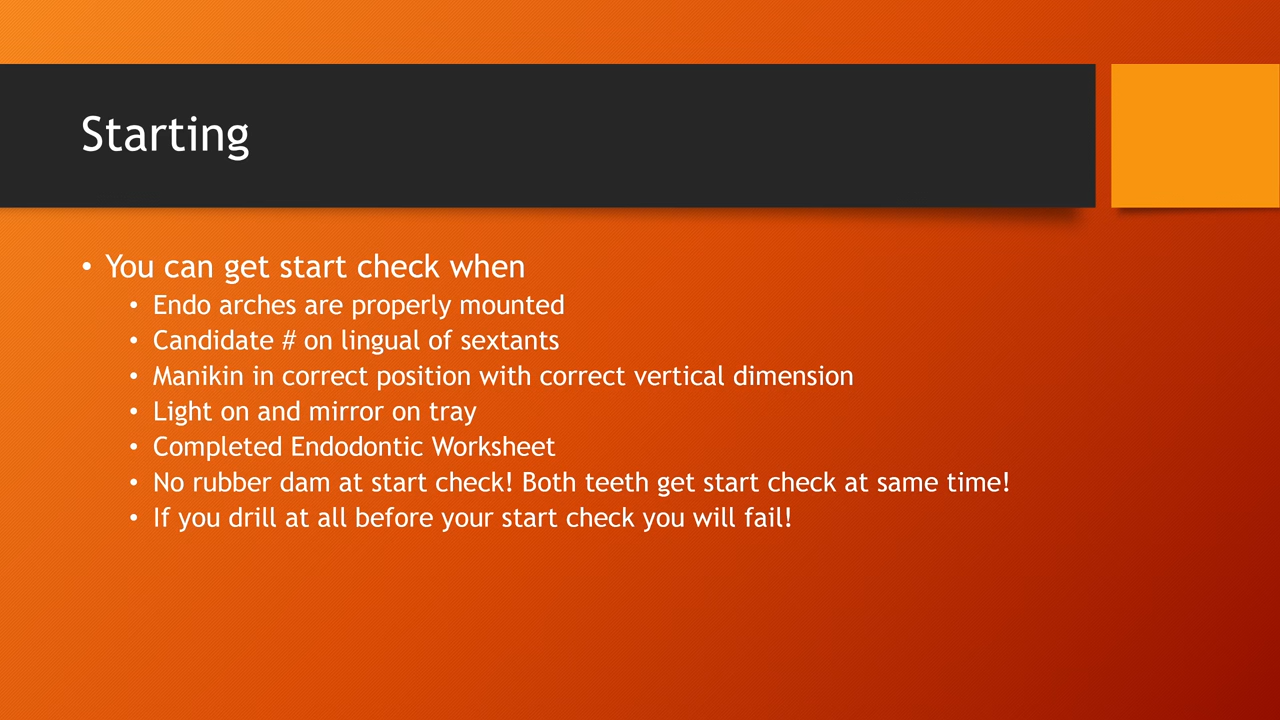 Starting
• You can get start check when
• Endo arches are properly mounted
• Candidate # on lingual of sextants
• Manikin in correct position with correct vertical dimension
• Light on and mirror on tray
• Completed Endodontic Worksheet
• No rubber dam at start check! Both teeth get start check at same time!
• If you drill at all before your start check you will fail!